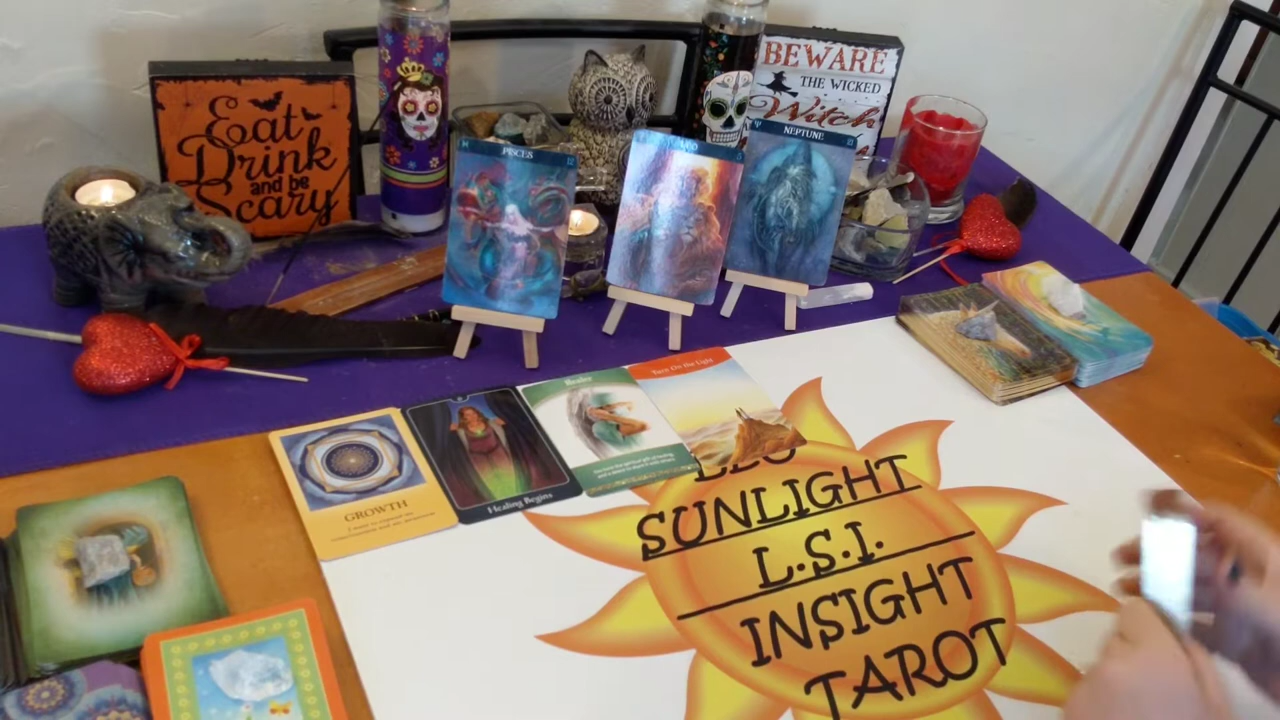 Eat
Drink
and be
Scary
BEWARE
THE WICKED
Witch
PISCES
LEO
NEPTUNE
GROWTH
Healing Begins
Healer
Turn On the Light
LEO
SUNLIGHT
L.S.I.
INSIGHT
TAROT